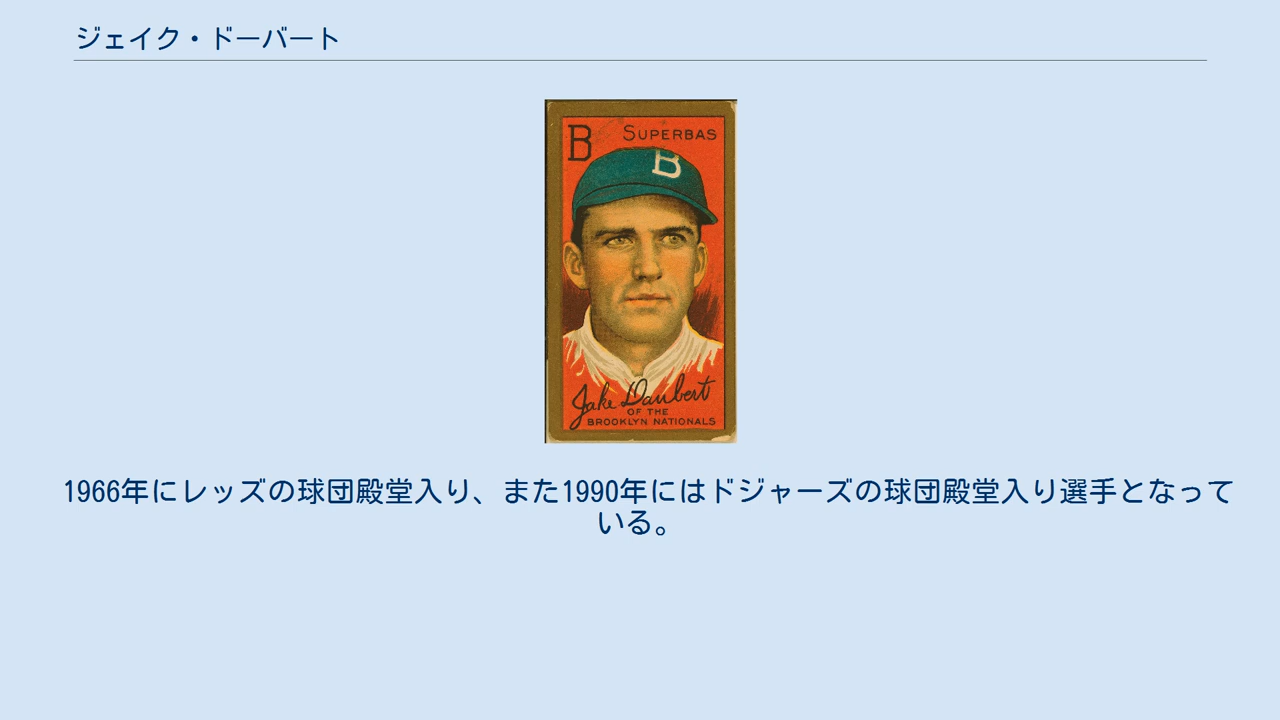 ジェイク・ドーバート
B SUPERBAS
B
Jake Daubert
OF THE
BROOKLYN NATIONALS
1966年にレッズの球団殿堂入り、また1990年にはドジャーズの球団殿堂入り選手となって
いる。